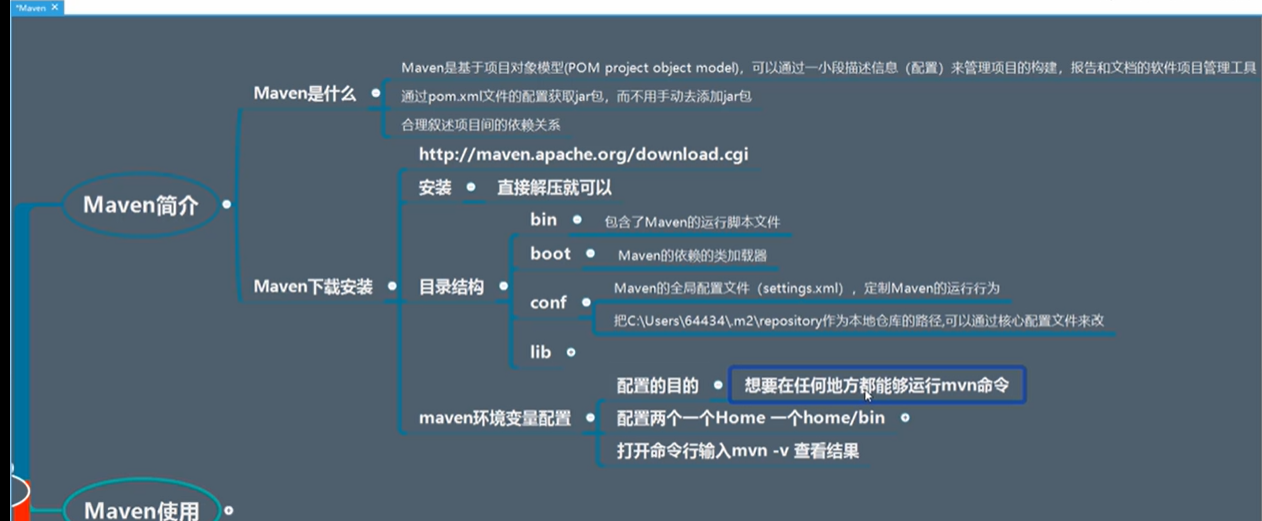 *Maven ×
Maven是基于项目对象模型(POM project object model)，可以通过一小段描述信息（配置）来管理项目的构建，报告和文档的软件项目管理工具
Maven是什么
通过pom.xml文件的配置获取jar包，而不用手动去添加jar包
合理叙述项目间的依赖关系
http://maven.apache.org/download.cgi
安装
直接解压就可以
Maven简介
bin
包含了Maven的运行脚本文件
boot
Maven的依赖的类加载器
Maven下载安装
目录结构
conf
Maven的全局配置文件（settings.xml），定制Maven的运行行为
把C:\Users\64434\.m2\repository作为本地仓库的路径,可以通过核心配置文件来改
lib
配置的目的
想要在任何地方都能够运行mvn命令
maven环境变量配置
配置两个一个Home 一个home/bin
打开命令行输入mvn -v 查看结果
Maven使用